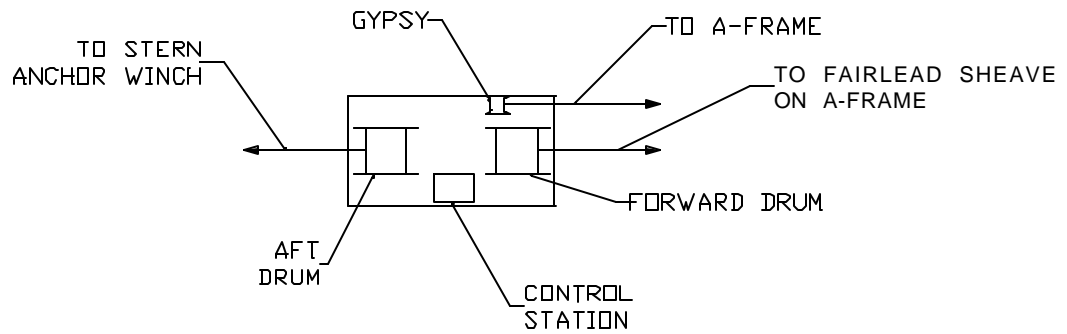 GYPSY
TO A-FRAME
TO STERN
ANCHOR WINCH
TO FAIRLEAD SHEAVE
ON A-FRAME
FORWARD DRUM
AFT
DRUM
CONTROL
STATION